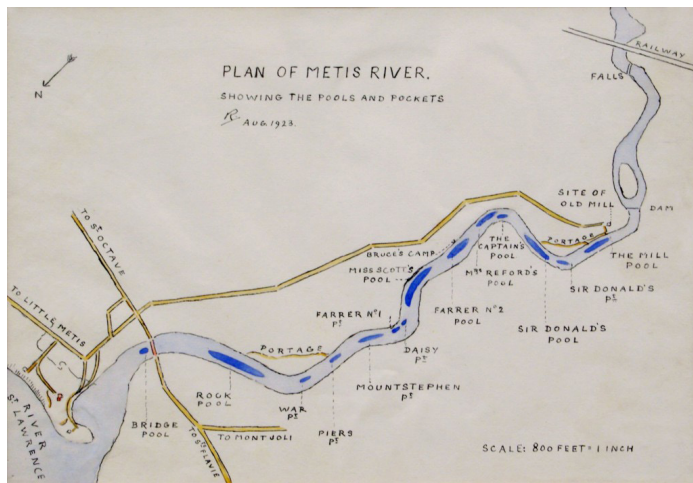 PLAN OF METIS RIVER.
SHOWING THE POOLS AND POCKETS
AUG 1923.
N
RAILWAY
FALLS
SITE OF
OLD MILL
DAM
PORTAGE
THE MILL
POOL
SIR DONALD'S
PT
SIR DONALD'S
POOL
THE
CAPTAIN'S
POOL
MRS REFORD'S
POOL
BRUCE'S CAMP
MISS SCOTT'S
POOL
FARRER NO 2
POOL
FARRER NO 1
PT
DAISY
PT
MOUNTSTEPHEN
PT
PORTAGE
PIERS
PT
WAR
PT
ROCK
POOL
BRIDGE
POOL
TO ST OCTAVE
TO LITTLE METIS
TO ST FLAVIE
TO MONT JOLI
RIVER
ST LAWRENCE
SCALE: 800 FEET = 1 INCH